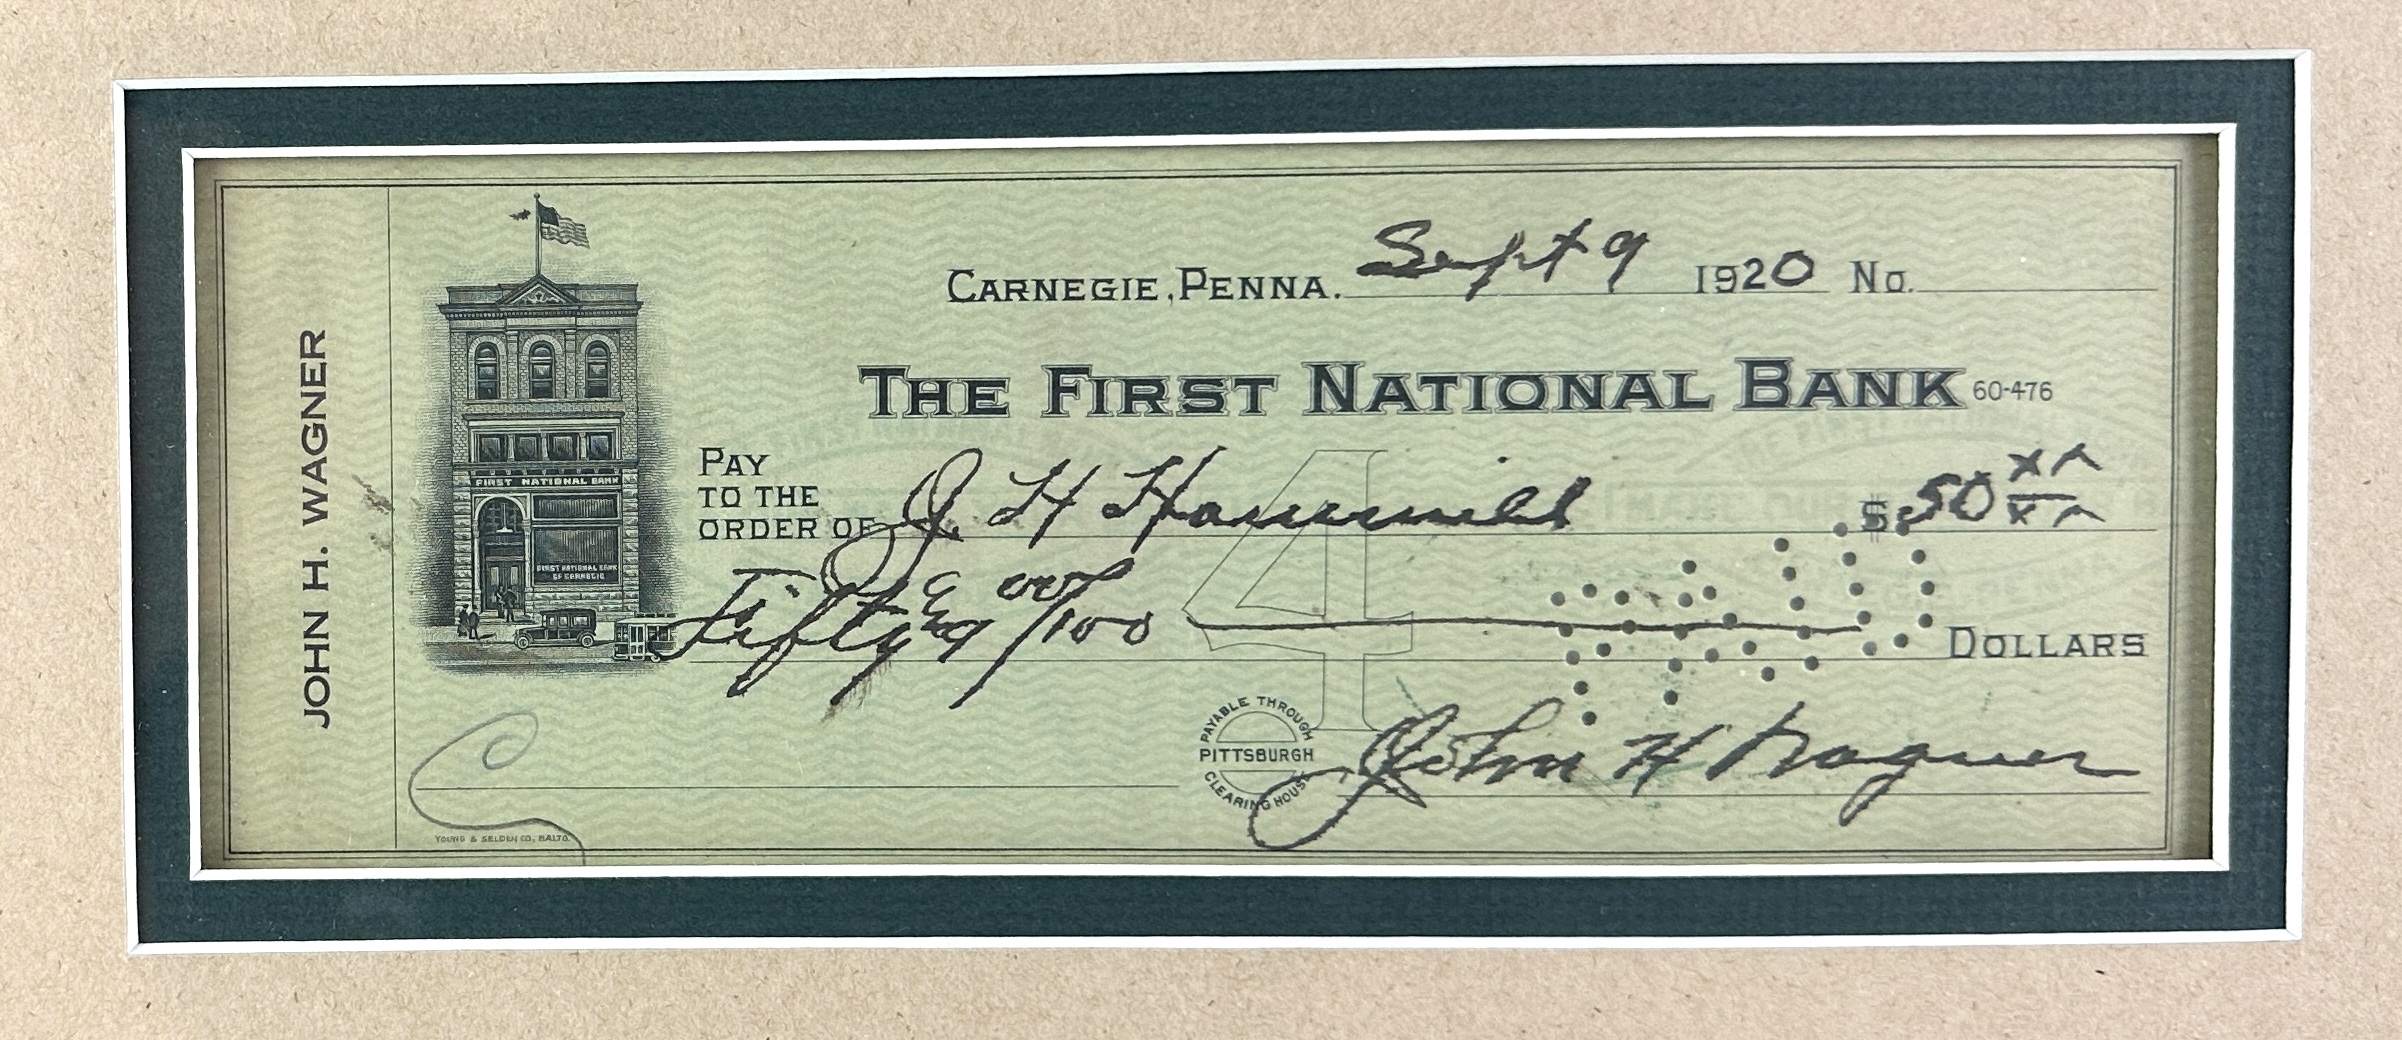 JOHN H. WAGNER
CARNEGIE, PENNA. Sept 9 1920 No.
THE FIRST NATIONAL BANK 60-476
PAY
TO THE
ORDER OF J H $ 50 xx/xx
Fifty & 00/100 DOLLARS
4
FIRST NATIONAL BANK
FIRST NATIONAL BANK
OF CARNEGIE
PAYABLE THROUGH
PITTSBURGH
CLEARING HOUSE
John H Wagner
YOUNG & SELDEN CO., BALTO.